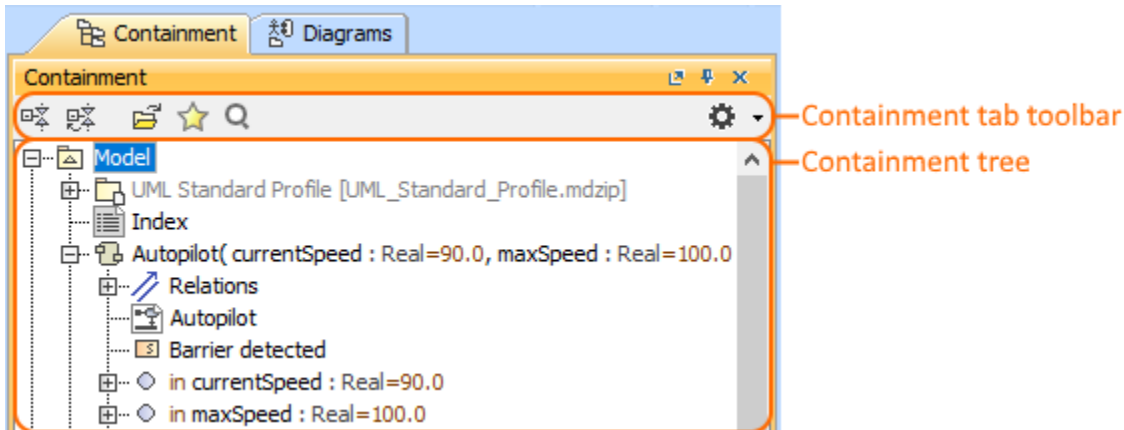 Containment Diagrams
Containment
Containment tab toolbar
Model
Containment tree
UML Standard Profile [UML_Standard_Profile.mdzip]
Index
Autopilot( currentSpeed : Real=90.0, maxSpeed : Real=100.0
Relations
Autopilot
Barrier detected
in currentSpeed : Real=90.0
in maxSpeed : Real=100.0